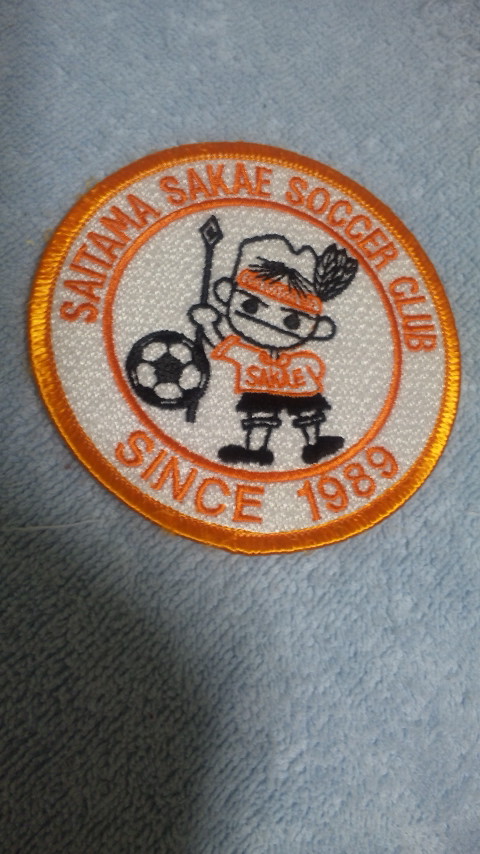 SAITAMA SAKAE SOCCER CLUB
SAKAE
SINCE 1989